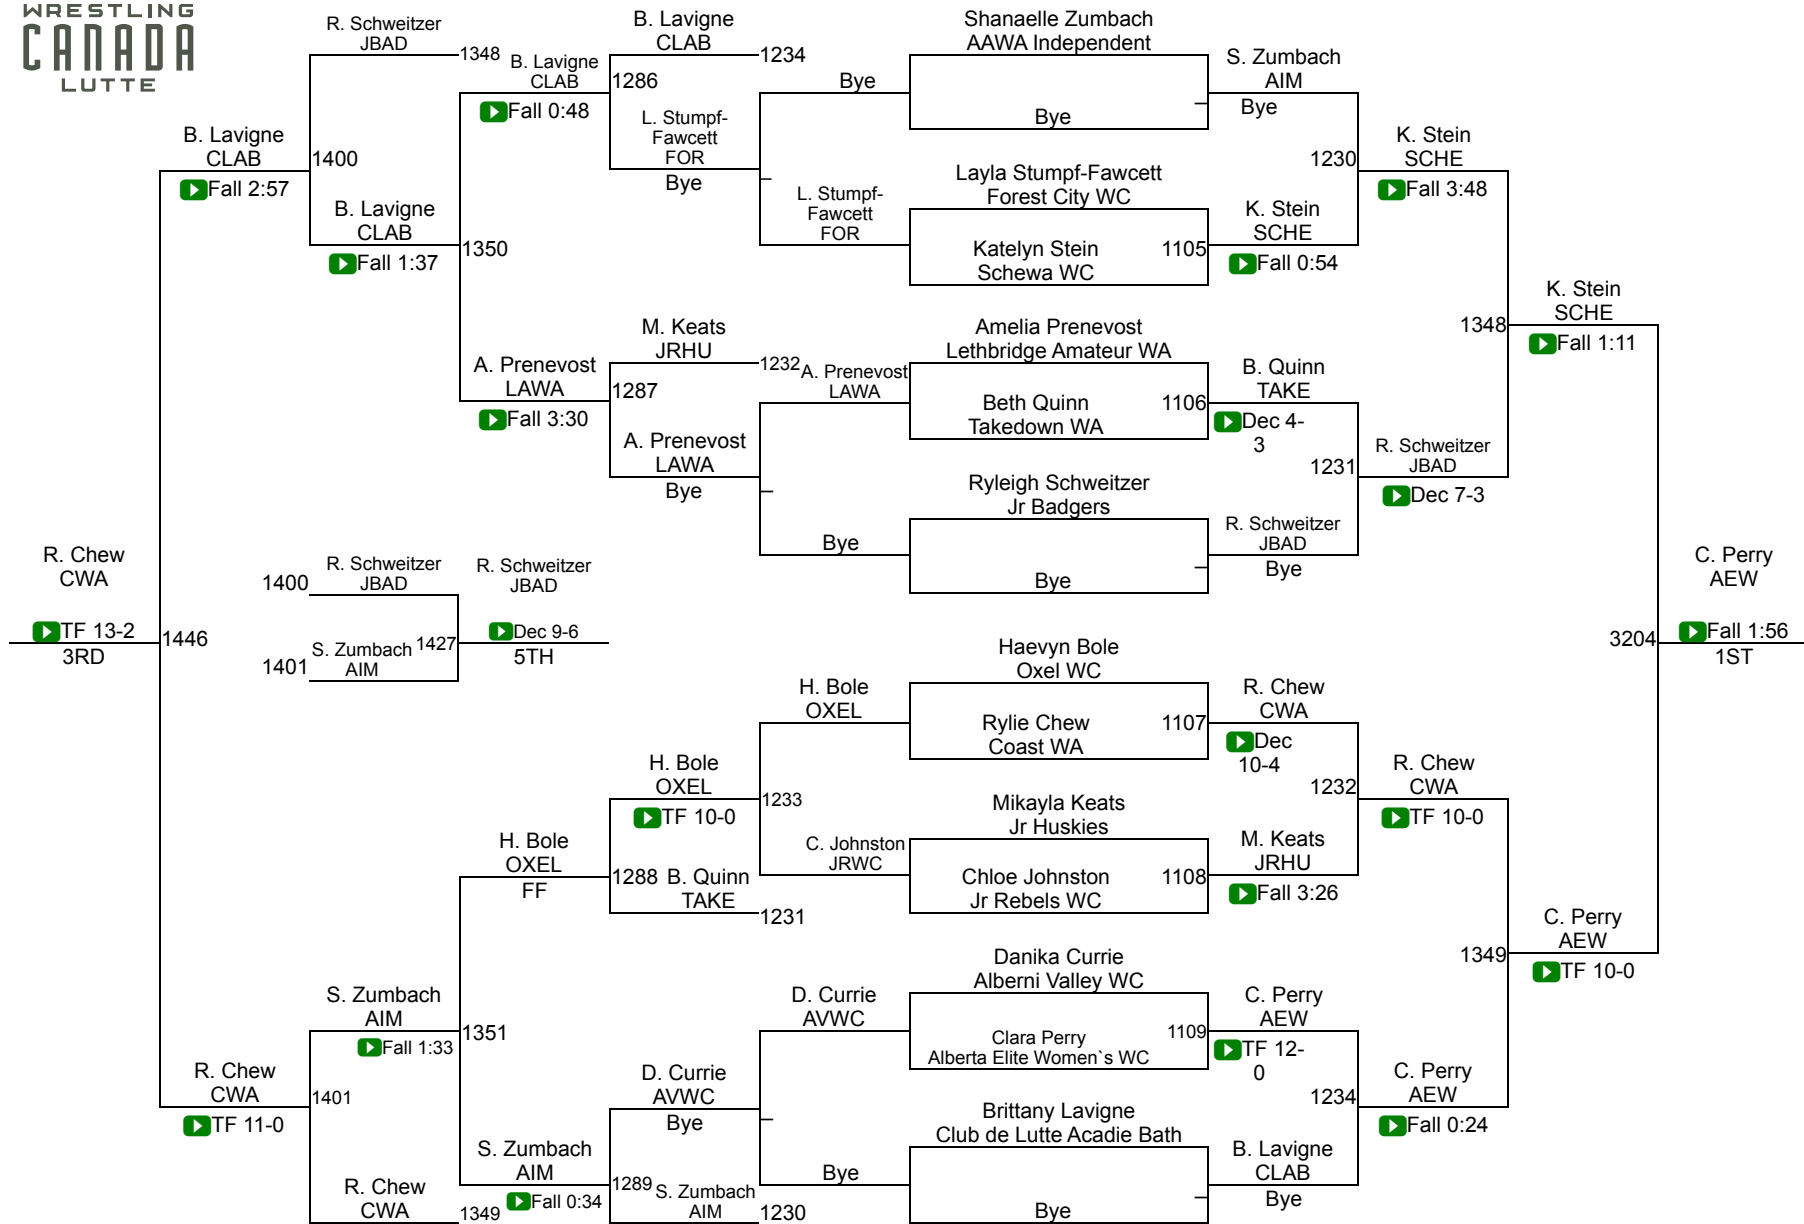 WRESTLING
CANADA
LUTTE
R. Schweitzer
JBAD
1348
B. Lavigne
CLAB
Fall 2:57
1400
B. Lavigne
CLAB
Fall 1:37
B. Lavigne
CLAB
Fall 0:48
1350
A. Prenevost
LAWA
Fall 3:30
B. Lavigne
CLAB
1234
1286
L. Stumpf-
Fawcett
FOR
Bye
M. Keats
JRHU
1232
1287
A. Prenevost
LAWA
Bye
Bye
L. Stumpf-
Fawcett
FOR
A. Prenevost
LAWA
Bye
Shanaelle Zumbach
AAWA Independent
Bye
Layla Stumpf-Fawcett
Forest City WC
Katelyn Stein
Schewa WC
1105
Amelia Prenevost
Lethbridge Amateur WA
Beth Quinn
Takedown WA
1106
Ryleigh Schweitzer
Jr Badgers
Bye
S. Zumbach
AIM
Bye
1230
K. Stein
SCHE
Fall 0:54
B. Quinn
TAKE
Dec 4-
3
1231
R. Schweitzer
JBAD
Bye
K. Stein
SCHE
Fall 3:48
1348
R. Schweitzer
JBAD
Dec 7-3
K. Stein
SCHE
Fall 1:11
R. Chew
CWA
TF 13-2
3RD
1446
1400
R. Schweitzer
JBAD
1401
S. Zumbach
AIM
1427
R. Schweitzer
JBAD
Dec 9-6
5TH
3204
C. Perry
AEW
Fall 1:56
1ST
Haevyn Bole
Oxel WC
Rylie Chew
Coast WA
1107
Mikayla Keats
Jr Huskies
Chloe Johnston
Jr Rebels WC
1108
Danika Currie
Alberni Valley WC
Clara Perry
Alberta Elite Women`s WC
1109
Brittany Lavigne
Club de Lutte Acadie Bath
Bye
H. Bole
OXEL
1233
C. Johnston
JRWC
D. Currie
AVWC
Bye
H. Bole
OXEL
TF 10-0
1288
B. Quinn
TAKE
1231
D. Currie
AVWC
Bye
1289
S. Zumbach
AIM
1230
H. Bole
OXEL
FF
1351
S. Zumbach
AIM
Fall 0:34
S. Zumbach
AIM
Fall 1:33
1401
R. Chew
CWA
1349
R. Chew
CWA
TF 11-0
R. Chew
CWA
Dec
10-4
1232
M. Keats
JRHU
Fall 3:26
C. Perry
AEW
TF 12-
0
1234
B. Lavigne
CLAB
Bye
R. Chew
CWA
TF 10-0
1349
C. Perry
AEW
Fall 0:24
C. Perry
AEW
TF 10-0